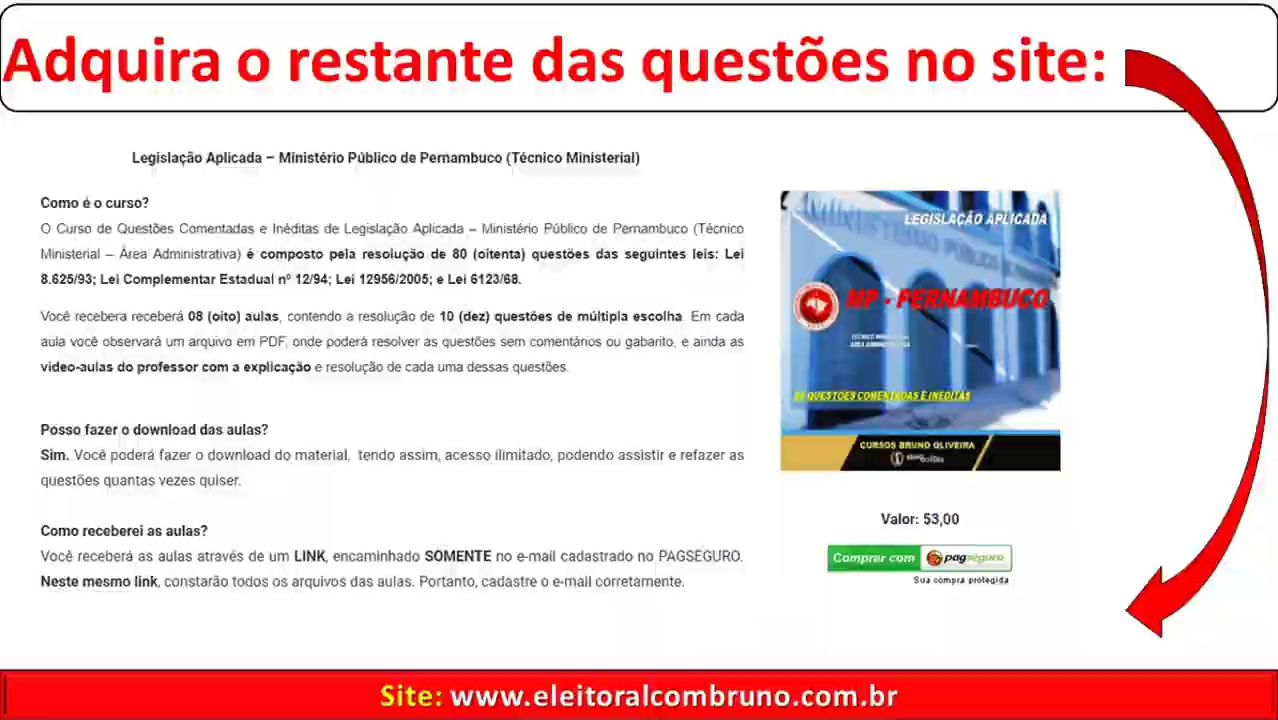 Adquira o restante das questões no site:
Legislação Aplicada – Ministério Público de Pernambuco (Técnico Ministerial)
Como é o curso?
O Curso de Questões Comentadas e Inéditas de Legislação Aplicada – Ministério Público de Pernambuco (Técnico
Ministerial – Área Administrativa) é composto pela resolução de 80 (oitenta) questões das seguintes leis: Lei
8.625/93; Lei Complementar Estadual nº 12/94; Lei 12956/2005; e Lei 6123/68.
Você recebera receberá 08 (oito) aulas, contendo a resolução de 10 (dez) questões de múltipla escolha. Em cada
aula você observará um arquivo em PDF, onde poderá resolver as questões sem comentários ou gabarito, e ainda as
video-aulas do professor com a explicação e resolução de cada uma dessas questões.
Posso fazer o download das aulas?
Sim. Você poderá fazer o download do material, tendo assim, acesso ilimitado, podendo assistir e refazer as
questões quantas vezes quiser.
Como receberei as aulas?
Você receberá as aulas através de um LINK, encaminhado SOMENTE no e-mail cadastrado no PAGSEGURO.
Neste mesmo link, constarão todos os arquivos das aulas. Portanto, cadastre o e-mail corretamente.
LEGISLAÇÃO APLICADA
MP - PERNAMBUCO
QUESTÕES COMENTADAS E INÉDITAS
CURSOS BRUNO OLIVEIRA
Valor: 53,00
Comprar com pagseguro
Sua compra protegida
Site: www.eleitoralcombruno.com.br